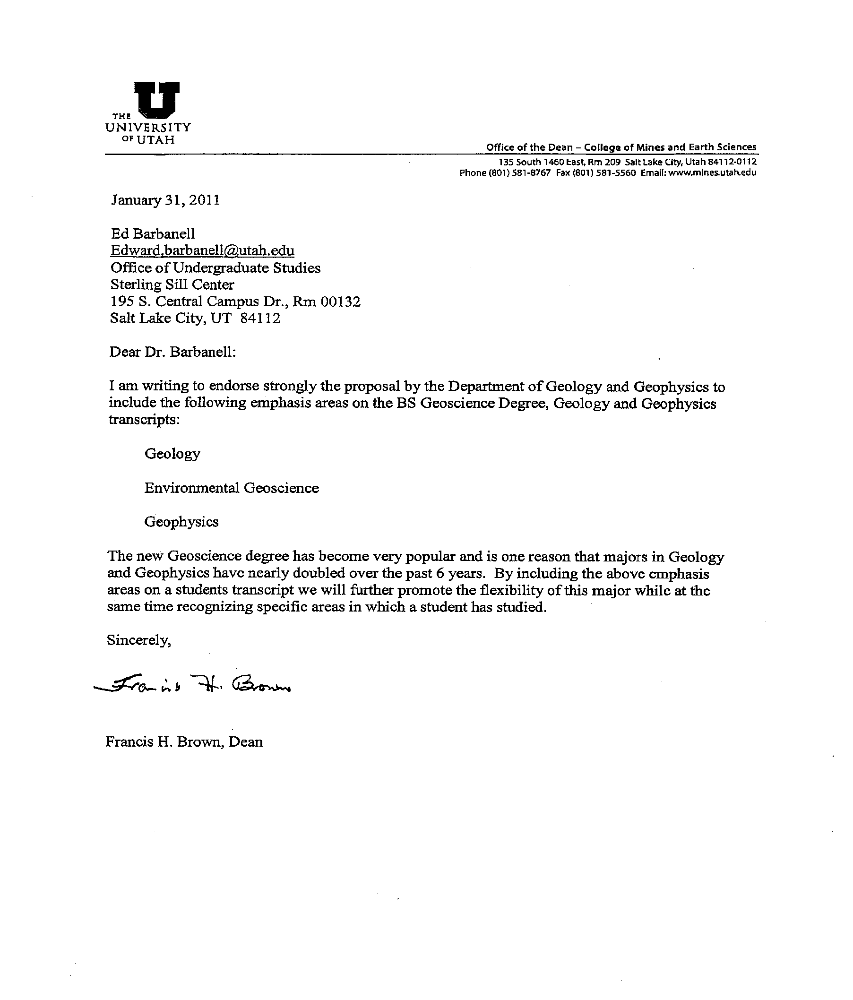 THE
UNIVERSITY
OF UTAH
Office of the Dean – College of Mines and Earth Sciences
135 South 1460 East, Rm 209 Salt Lake City, Utah 84112-0112
Phone (801) 581-8767 Fax (801) 581-5560 Email: www.mines.utah.edu
January 31, 2011
Ed Barbanell
Edward.barbanell@utah.edu
Office of Undergraduate Studies
Sterling Sill Center
195 S. Central Campus Dr., Rm 00132
Salt Lake City, UT 84112
Dear Dr. Barbanell:
I am writing to endorse strongly the proposal by the Department of Geology and Geophysics to
include the following emphasis areas on the BS Geoscience Degree, Geology and Geophysics
transcripts:
Geology
Environmental Geoscience
Geophysics
The new Geoscience degree has become very popular and is one reason that majors in Geology
and Geophysics have nearly doubled over the past 6 years. By including the above emphasis
areas on a students transcript we will further promote the flexibility of this major while at the
same time recognizing specific areas in which a student has studied.
Sincerely,
Francis H. Brown
Francis H. Brown, Dean